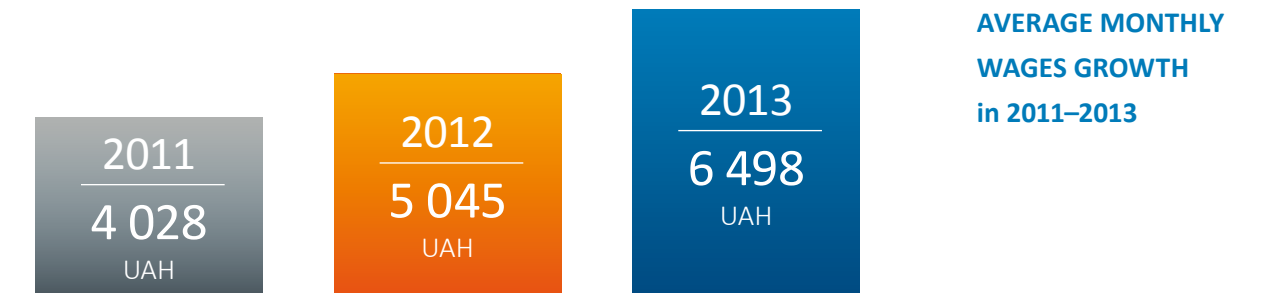 2011
4 028
UAH
2012
5 045
UAH
2013
6 498
UAH
AVERAGE MONTHLY
WAGES GROWTH
in 2011–2013